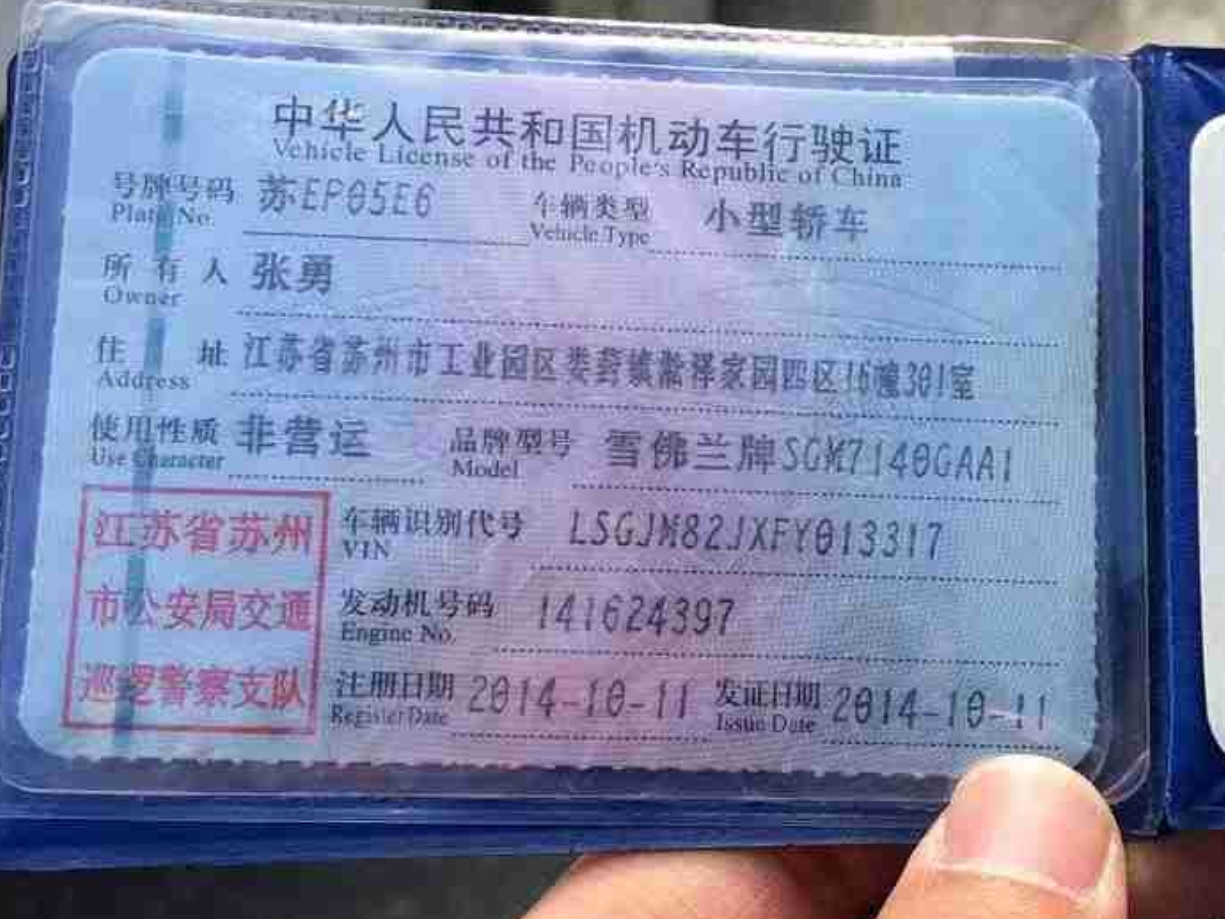 中华人民共和国机动车行驶证
Vehicle License of the People's Republic of China
号牌号码 苏EP05E6 车辆类型 小型轿车
Plate No. Vehicle Type
所有人 张勇
Owner
住址 江苏省苏州市工业园区娄葑镇瀚泽家园四区16幢301室
Address
使用性质 非营运 品牌型号 雪佛兰牌SGM7140GAA1
Use Character Model
江苏省苏州
市公安局交通
巡逻警察支队
车辆识别代号 LSGJM82JXFY013317
VIN
发动机号码 141624397
Engine No.
注册日期 2014-10-11 发证日期 2014-10-11
Register Date Issue Date